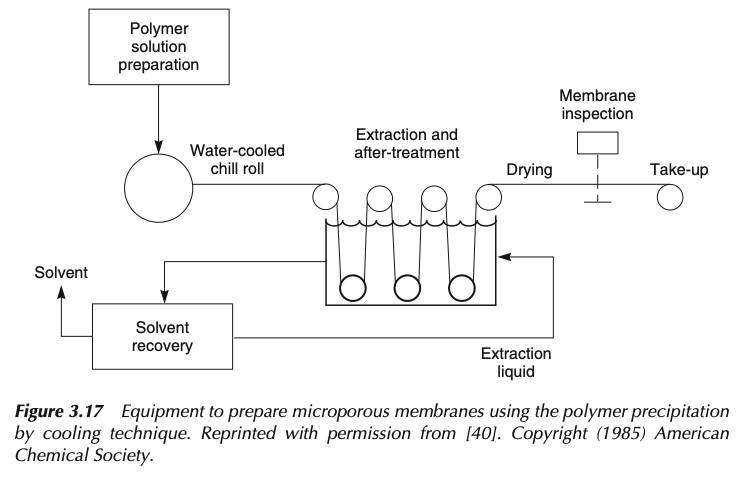 Polymer
solution
preparation
Membrane
inspection
Water-cooled
chill roll
Extraction and
after-treatment
Drying
Take-up
Solvent
Solvent
recovery
Extraction
liquid
Figure 3.17 Equipment to prepare microporous membranes using the polymer precipitation
by cooling technique. Reprinted with permission from [40]. Copyright (1985) American
Chemical Society.